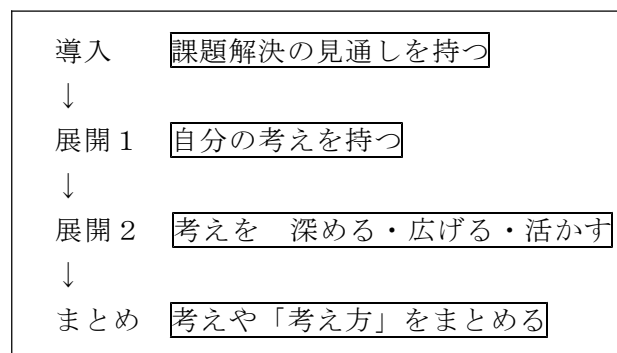 導入　課題解決の見通しを持つ
↓
展開１　自分の考えを持つ
↓
展開２　考えを　深める・広げる・活かす
↓
まとめ　考えや「考え方」をまとめる